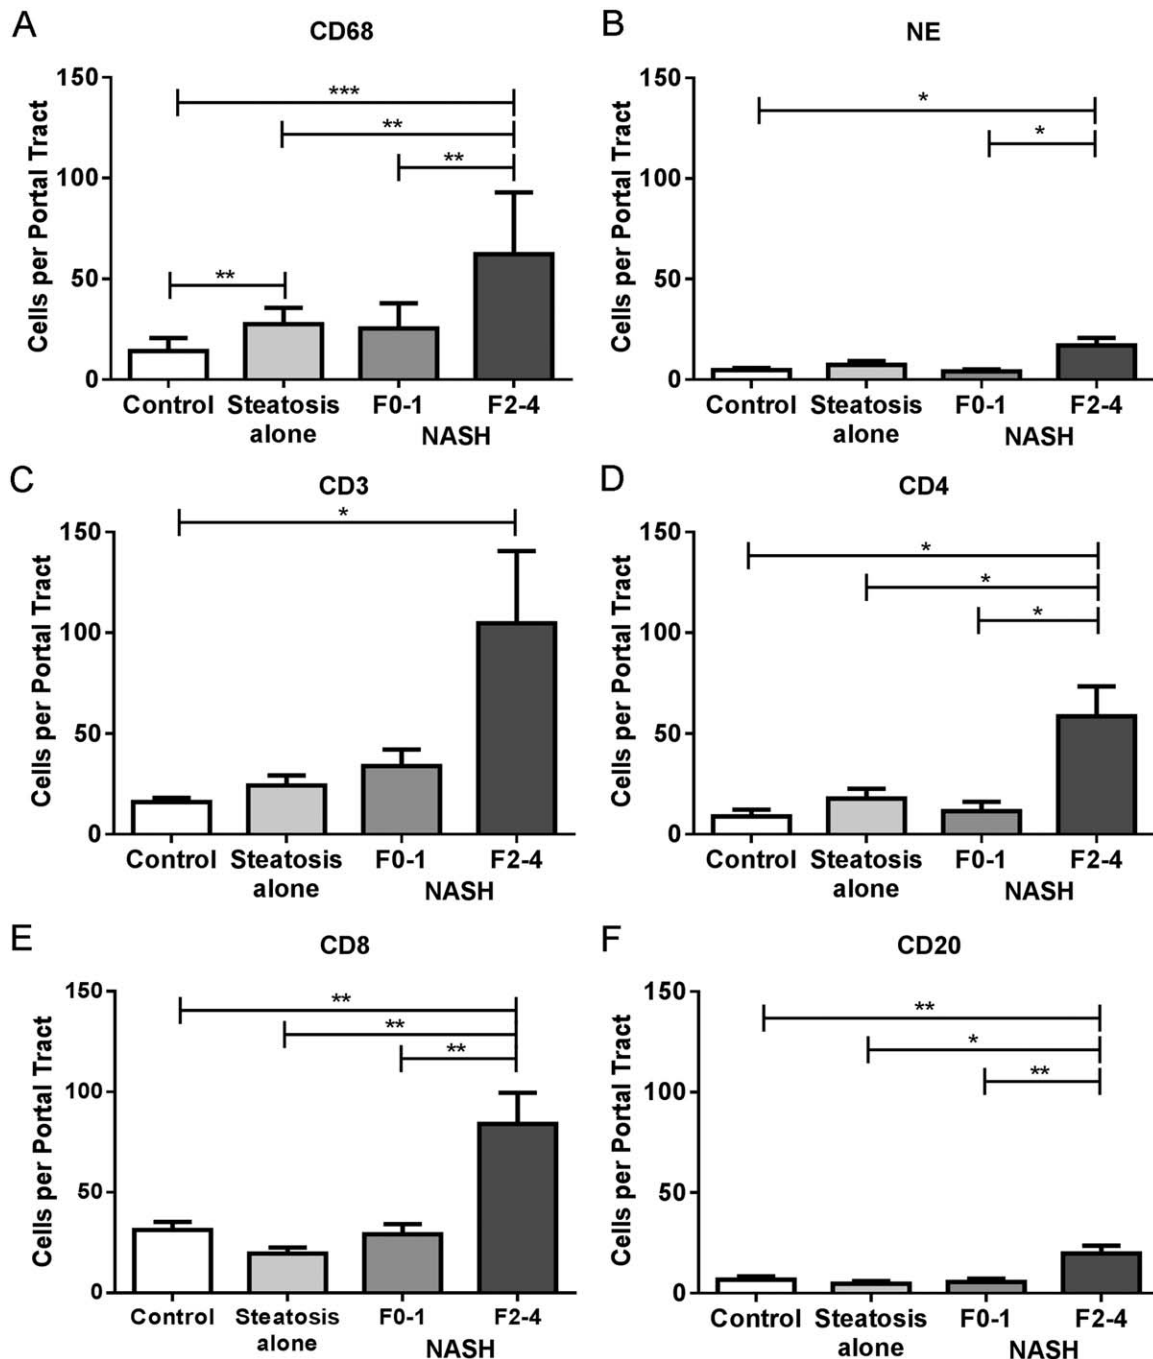 A
CD68
Cells per Portal Tract
150
100
50
0
***
**
**
**
Control
Steatosis alone
F0-1
F2-4
NASH
B
NE
Cells per Portal Tract
150
100
50
0
*
*
Control
Steatosis alone
F0-1
F2-4
NASH
C
CD3
Cells per Portal Tract
150
100
50
0
*
Control
Steatosis alone
F0-1
F2-4
NASH
D
CD4
Cells per Portal Tract
150
100
50
0
*
*
*
Control
Steatosis alone
F0-1
F2-4
NASH
E
CD8
Cells per Portal Tract
150
100
50
0
**
**
**
Control
Steatosis alone
F0-1
F2-4
NASH
F
CD20
Cells per Portal Tract
150
100
50
0
**
*
**
Control
Steatosis alone
F0-1
F2-4
NASH